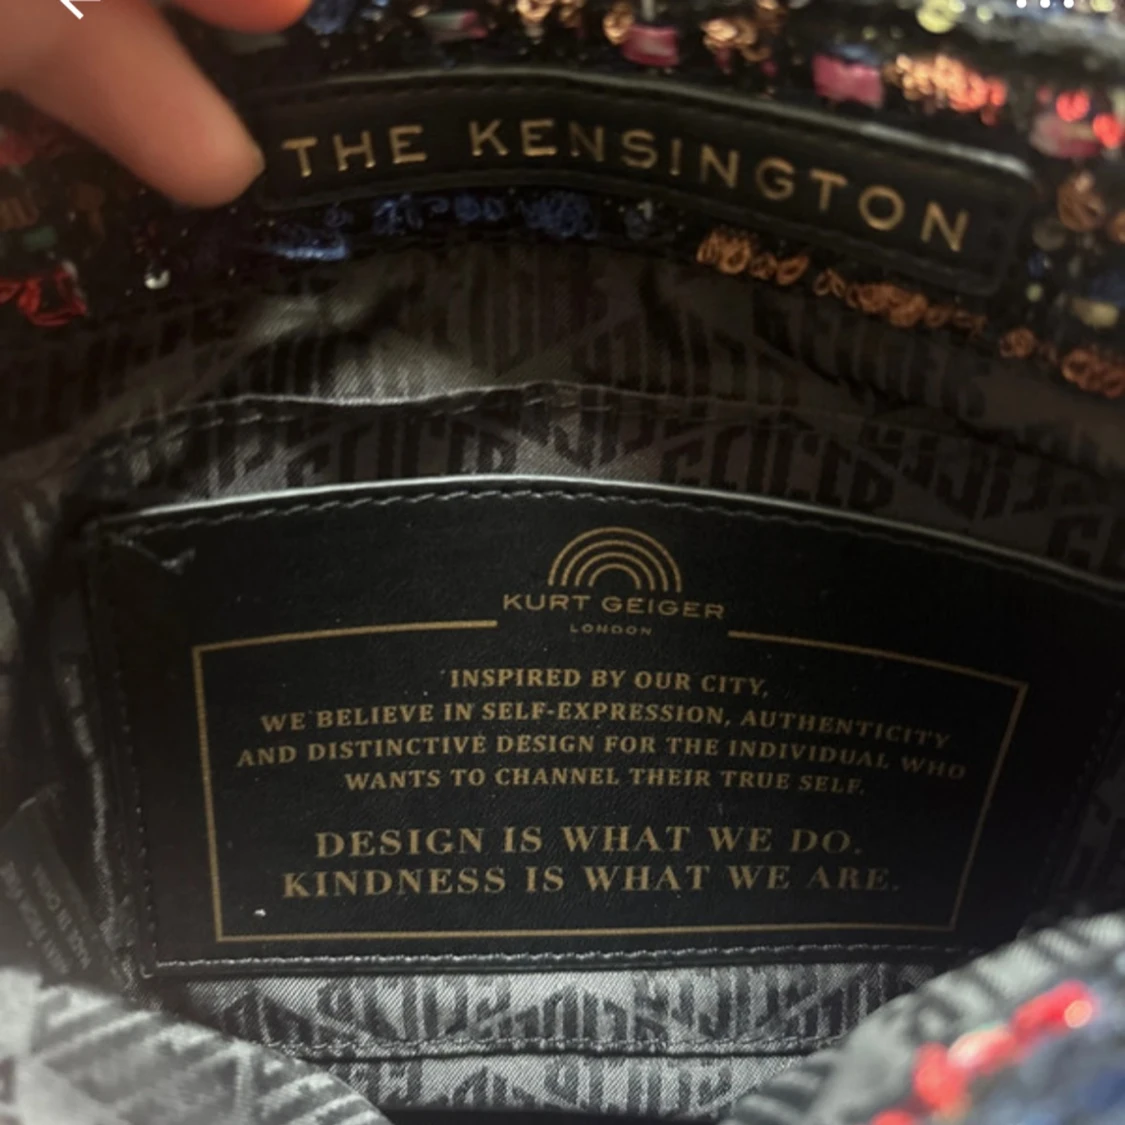 THE KENSINGTON
KURT GEIGER
LONDON
INSPIRED BY OUR CITY,
WE BELIEVE IN SELF-EXPRESSION, AUTHENTICITY
AND DISTINCTIVE DESIGN FOR THE INDIVIDUAL WHO
WANTS TO CHANNEL THEIR TRUE SELF.
DESIGN IS WHAT WE DO.
KINDNESS IS WHAT WE ARE.